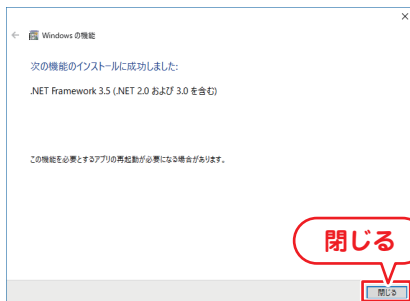 Windows の機能
次の機能のインストールに成功しました:
.NET Framework 3.5 (.NET 2.0 および 3.0 を含む)
この機能を必要とするアプリの再起動が必要になる場合があります。
閉じる
閉じる